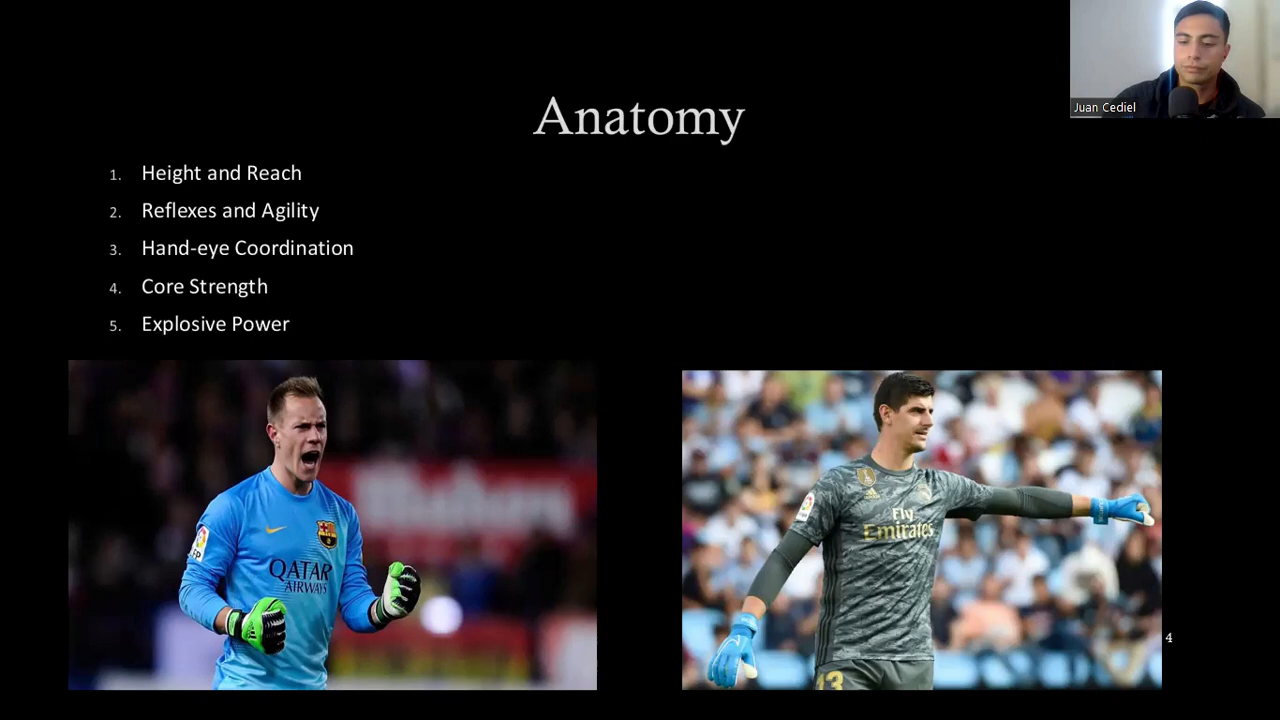 Juan Cediel
Anatomy
1. Height and Reach
2. Reflexes and Agility
3. Hand-eye Coordination
4. Core Strength
5. Explosive Power
QATAR
AIRWAYS
Fly
Emirates
13
4